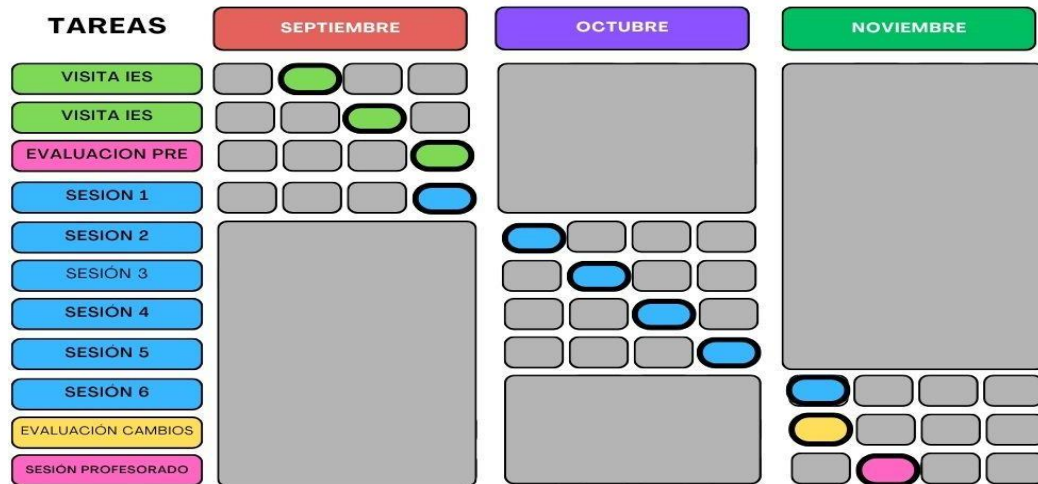 TAREAS
SEPTIEMBRE
OCTUBRE
NOVIEMBRE
VISITA IES
VISITA IES
EVALUACION PRE
SESION 1
SESION 2
SESIÓN 3
SESIÓN 4
SESIÓN 5
SESIÓN 6
EVALUACIÓN CAMBIOS
SESIÓN PROFESORADO